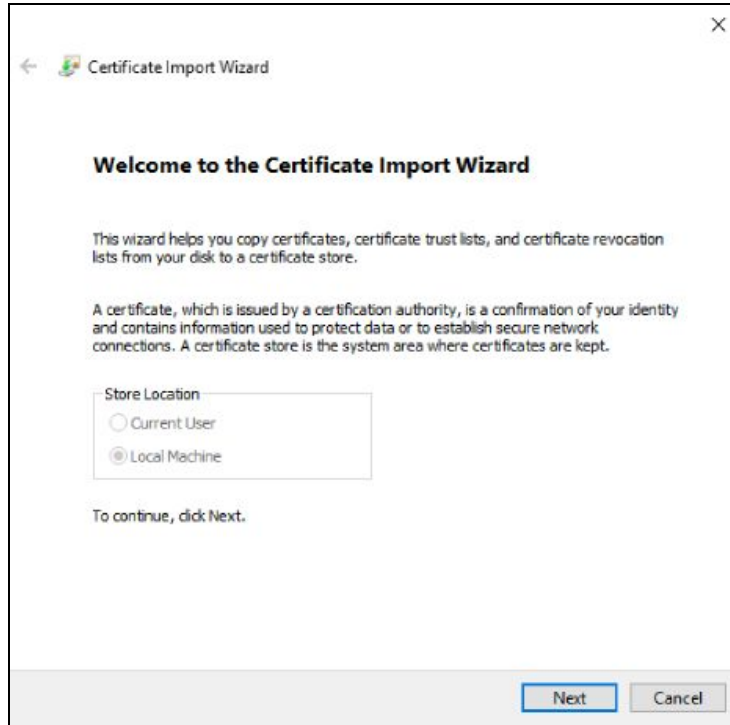 Certificate Import Wizard
Welcome to the Certificate Import Wizard
This wizard helps you copy certificates, certificate trust lists, and certificate revocation
lists from your disk to a certificate store.
A certificate, which is issued by a certification authority, is a confirmation of your identity
and contains information used to protect data or to establish secure network
connections. A certificate store is the system area where certificates are kept.
Store Location
Current User
Local Machine
To continue, click Next.
Next Cancel